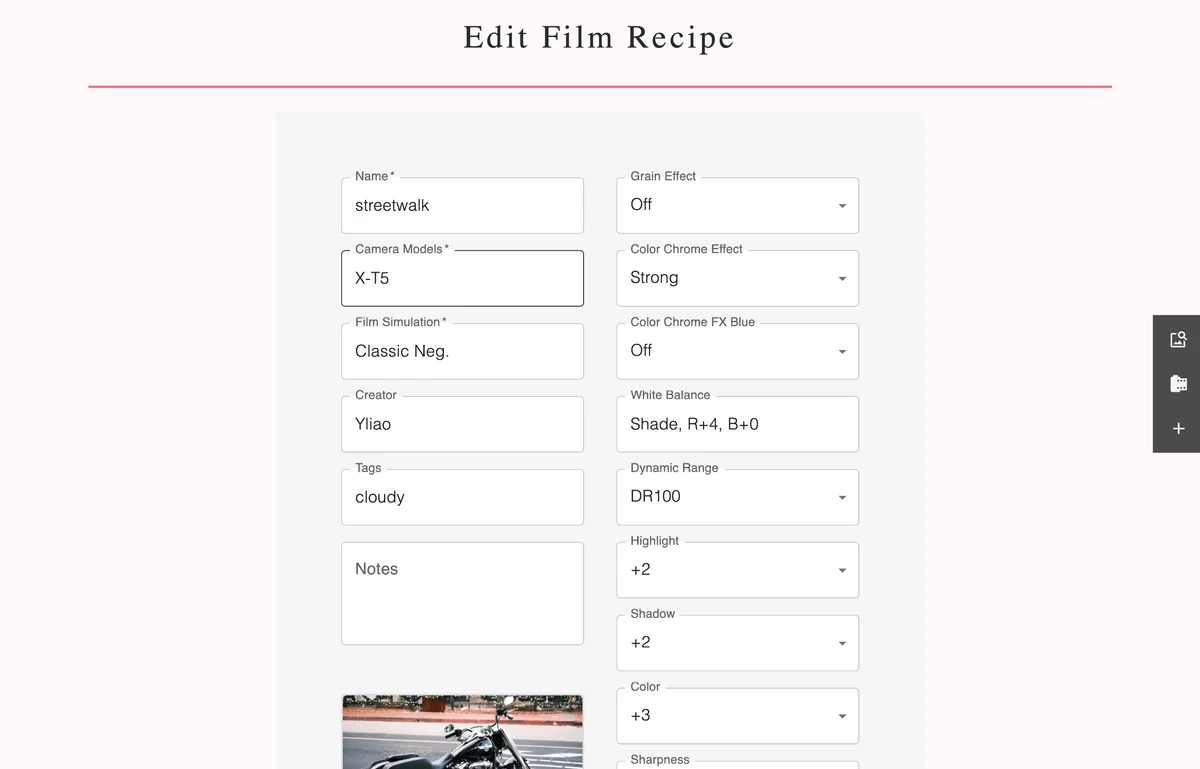 Edit Film Recipe
Name *
streetwalk
Camera Models *
X-T5
Film Simulation *
Classic Neg.
Creator
Yliao
Tags
cloudy
Notes
Grain Effect
Off
Color Chrome Effect
Strong
Color Chrome FX Blue
Off
White Balance
Shade, R+4, B+0
Dynamic Range
DR100
Highlight
+2
Shadow
+2
Color
+3
Sharpness